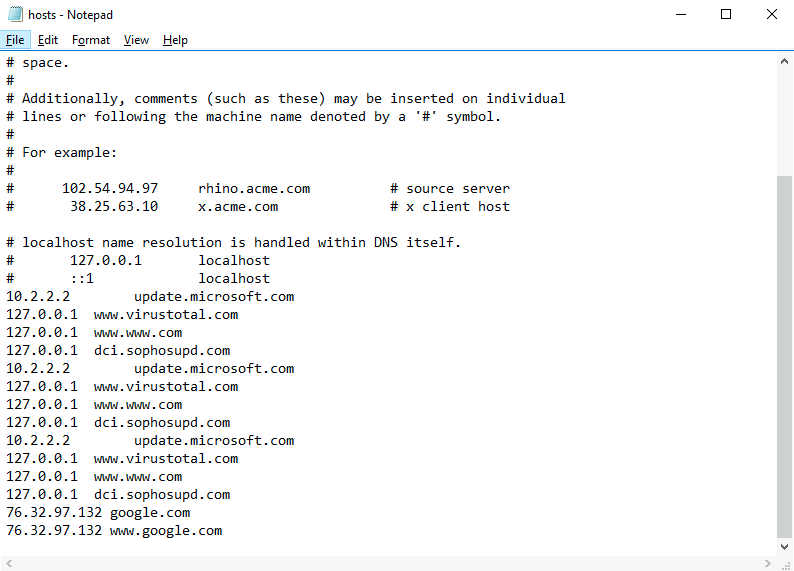 hosts - Notepad
File Edit Format View Help
# space.
#
# Additionally, comments (such as these) may be inserted on individual
# lines or following the machine name denoted by a '#' symbol.
#
# For example:
#
#      102.54.94.97     rhino.acme.com          # source server
#       38.25.63.10     x.acme.com              # x client host

# localhost name resolution is handled within DNS itself.
#       127.0.0.1       localhost
#       ::1             localhost
10.2.2.2        update.microsoft.com
127.0.0.1  www.virustotal.com
127.0.0.1  www.www.com
127.0.0.1  dci.sophosupd.com
10.2.2.2        update.microsoft.com
127.0.0.1  www.virustotal.com
127.0.0.1  www.www.com
127.0.0.1  dci.sophosupd.com
10.2.2.2        update.microsoft.com
127.0.0.1  www.virustotal.com
127.0.0.1  www.www.com
127.0.0.1  dci.sophosupd.com
76.32.97.132 google.com
76.32.97.132 www.google.com